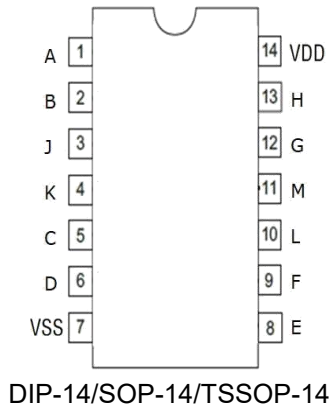 A 1 14 VDD
B 2 13 H
J 3 12 G
K 4 11 M
C 5 10 L
D 6 9 F
VSS 7 8 E
DIP-14/SOP-14/TSSOP-14